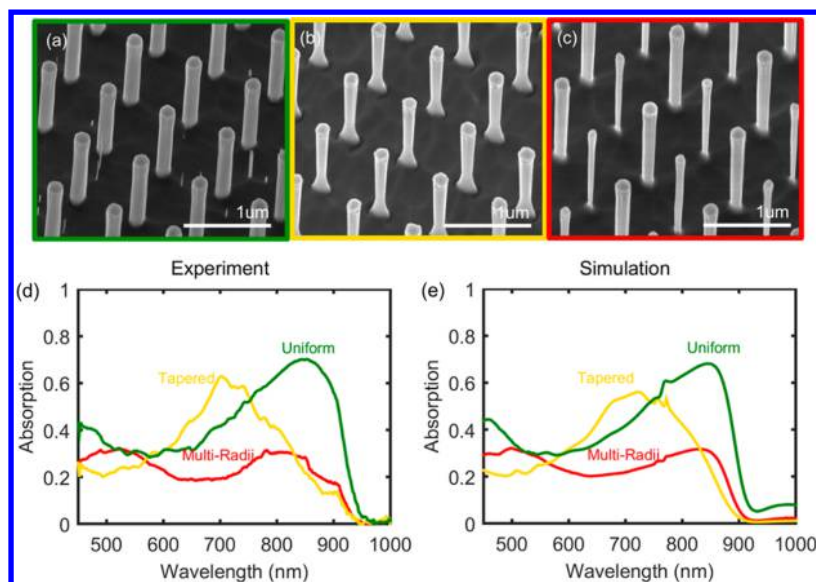 (a) (b) (c)
1um 1um 1um
Experiment Simulation
(d) (e)
1 1
0.8 0.8
Uniform Uniform
0.6 0.6
Tapered Tapered
Absorption Absorption
0.4 0.4
Multi-Radii Multi-Radii
0.2 0.2
0 0
500 600 700 800 900 1000 500 600 700 800 900 1000
Wavelength (nm) Wavelength (nm)